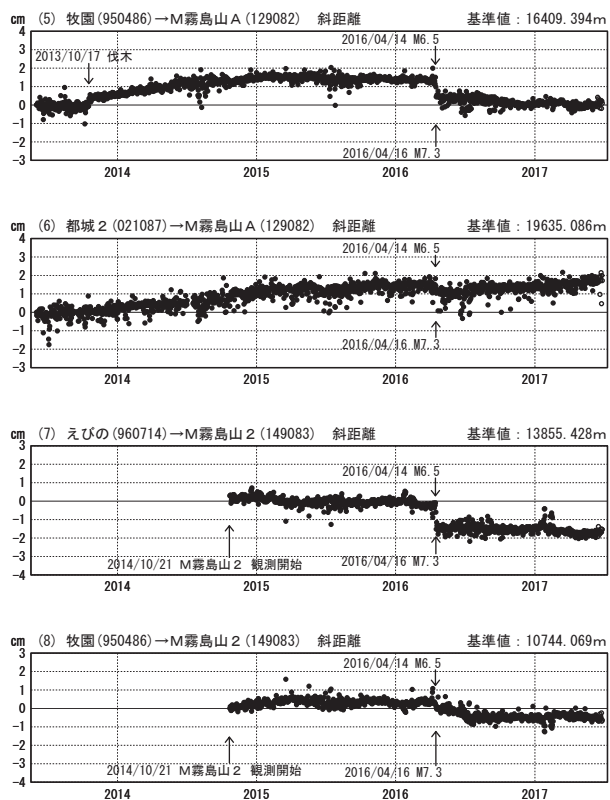 cm (5) 牧園(950486)→M霧島山A(129082) 斜距離 基準値：16409.394m
4
2016/04/14 M6.5
3
2013/10/17 伐木
2
1
0
-1
-2
2016/04/16 M7.3
-3
2014 2015 2016 2017
cm (6) 都城2(021087)→M霧島山A(129082) 斜距離 基準値：19635.086m
4
2016/04/14 M6.5
3
2
1
0
-1
-2
2016/04/16 M7.3
-3
2014 2015 2016 2017
cm (7) えびの(960714)→M霧島山2(149083) 斜距離 基準値：13855.428m
3
2
2016/04/14 M6.5
1
0
-1
-2
-3
2014/10/21 M霧島山2 観測開始 2016/04/16 M7.3
-4
2014 2015 2016 2017
cm (8) 牧園(950486)→M霧島山2(149083) 斜距離 基準値：10744.069m
3
2016/04/14 M6.5
2
1
0
-1
-2
-3
2014/10/21 M霧島山2 観測開始 2016/04/16 M7.3
-4
2014 2015 2016 2017